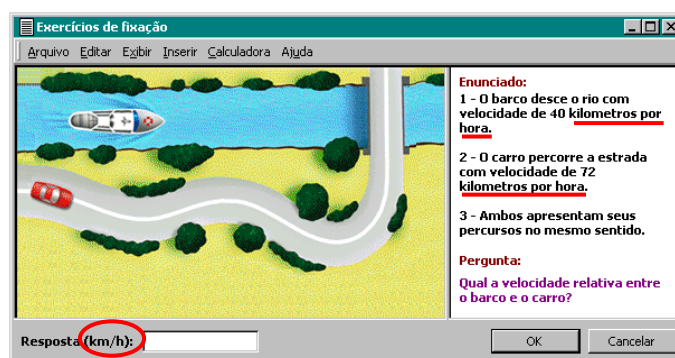 Exercícios de fixação
Arquivo Editar Exibir Inserir Calculadora Ajuda
Enunciado:
1 - O barco desce o rio com
velocidade de 40 kilometros por
hora.
2 - O carro percorre a estrada
com velocidade de 72
kilometros por hora.
3 - Ambos apresentam seus
percursos no mesmo sentido.
Pergunta:
Qual a velocidade relativa entre
o barco e o carro?
Resposta (km/h):
OK Cancelar